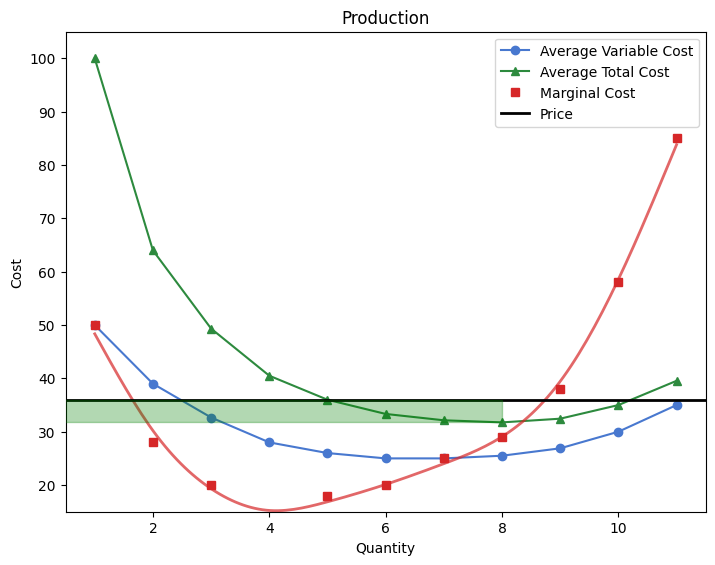 Production
Average Variable Cost
Average Total Cost
Marginal Cost
Price
Cost
100
90
80
70
60
50
40
30
20
2
4
6
8
10
Quantity